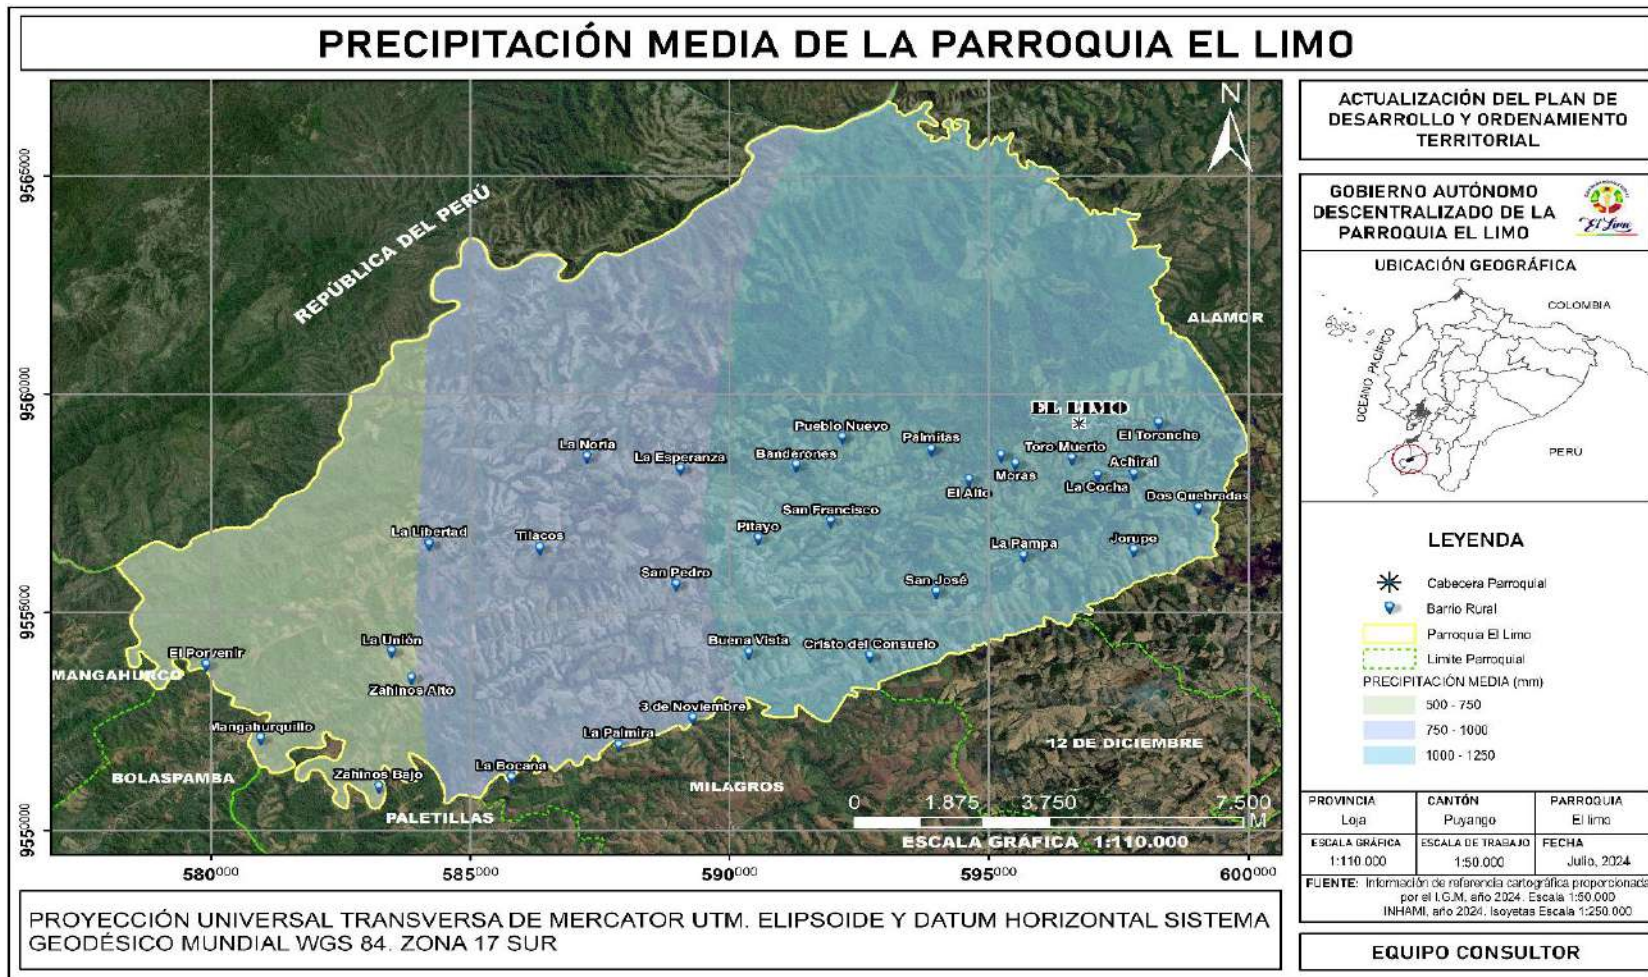 PRECIPITACIÓN MEDIA DE LA PARROQUIA EL LIMO
N
REPÚBLICA DEL PERÚ
ALAMOR
EL LIMO
Pueblo Nuevo
Palmitas
Toro Muerto
El Toronche
La Noria
La Esperanza
Banderones
Moras
Achiral
El Alto
La Cocha
Dos Quebradas
San Francisco
La Libertad
Tilacos
Pitayo
La Pampa
Jorupe
San Pedro
San José
La Unión
Buena Vista
Cristo del Consuelo
El Porvenir
MANGAHURCO
Zahinos Alto
3 de Noviembre
Mangahurquillo
La Palmira
12 DE DICIEMBRE
La Bocana
Zahinos Bajo
BOLASPAMBA
MILAGROS
PALETILLAS
0 1.875 3.750 7.500
M
ESCALA GRÁFICA 1:110.000
9565000
9560000
9555000
9550000
580000 585000 590000 595000 600000
PROYECCIÓN UNIVERSAL TRANSVERSA DE MERCATOR UTM. ELIPSOIDE Y DATUM HORIZONTAL SISTEMA
GEODÉSICO MUNDIAL WGS 84. ZONA 17 SUR
ACTUALIZACIÓN DEL PLAN DE
DESARROLLO Y ORDENAMIENTO
TERRITORIAL
GOBIERNO AUTÓNOMO
DESCENTRALIZADO DE LA
PARROQUIA EL LIMO
El Limo
UBICACIÓN GEOGRÁFICA
COLOMBIA
OCEANO PACÍFICO
PERÚ
LEYENDA
Cabecera Parroquial
Barrio Rural
Parroquia El Limo
Limite Parroquial
PRECIPITACIÓN MEDIA (mm)
500 - 750
750 - 1000
1000 - 1250
PROVINCIA CANTÓN PARROQUIA
Loja Puyango El limo
ESCALA GRÁFICA ESCALA DE TRABAJO FECHA
1:110 000 1:50.000 Julio, 2024
FUENTE: Información de referencia cartográfica proporcionada
por el I.G.M, año 2024. Escala 1:50.000
INHAMI, año 2024. Isoyetas Escala 1:250.000
EQUIPO CONSULTOR